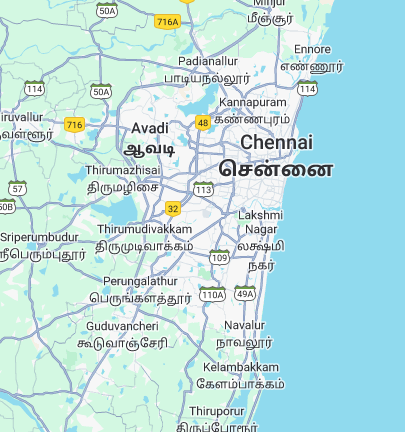 Minjur
மீஞ்சூர்
50A
716A
Ennore
எண்ணூர்
Padianallur
பாடியநல்லூர்
114
50A
114
Kannapuram
கண்ணபுரம்
716
Avadi
ஆவடி
48
Chennai
சென்னை
Thirumazhisai
திருமழிசை
57
113
50B
32
Lakshmi
Nagar
லக்ஷ்மி
நகர்
Thirumudivakkam
திருமுடிவாக்கம்
Sriperumbudur
109
Perungalathur
பெருங்களத்தூர்
110A
49A
Guduvancheri
கூடுவாஞ்சேரி
Navalur
நாவலூர்
Kelambakkam
கேளம்பாக்கம்
Thiruporur
திருப்போரூர்